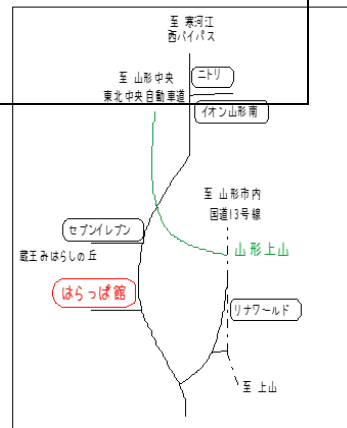 至 寒河江
西バイパス
ニトリ
至 山形中央
東北中央自動車道
イオン山形南
至 山形市内
国道13号線
セブンイレブン
山形上山
蔵王みはらしの丘
はらっぱ館
リナワールド
至 上山